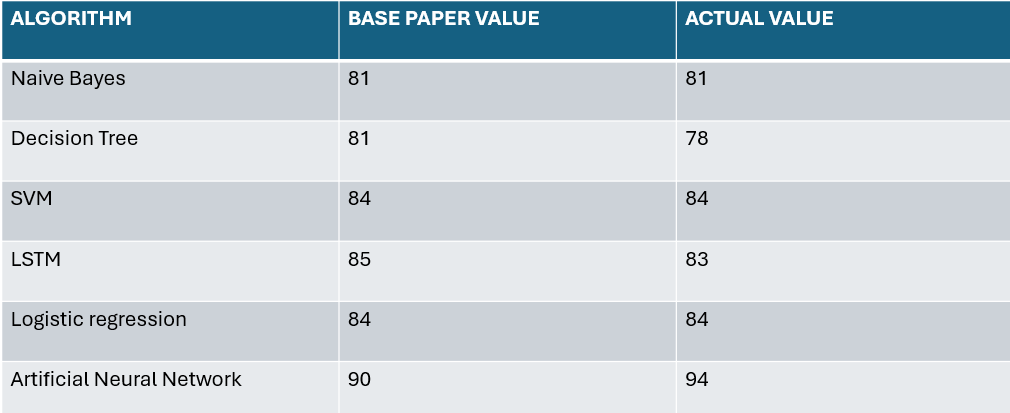 ALGORITHM BASE PAPER VALUE ACTUAL VALUE
Naive Bayes 81 81
Decision Tree 81 78
SVM 84 84
LSTM 85 83
Logistic regression 84 84
Artificial Neural Network 90 94